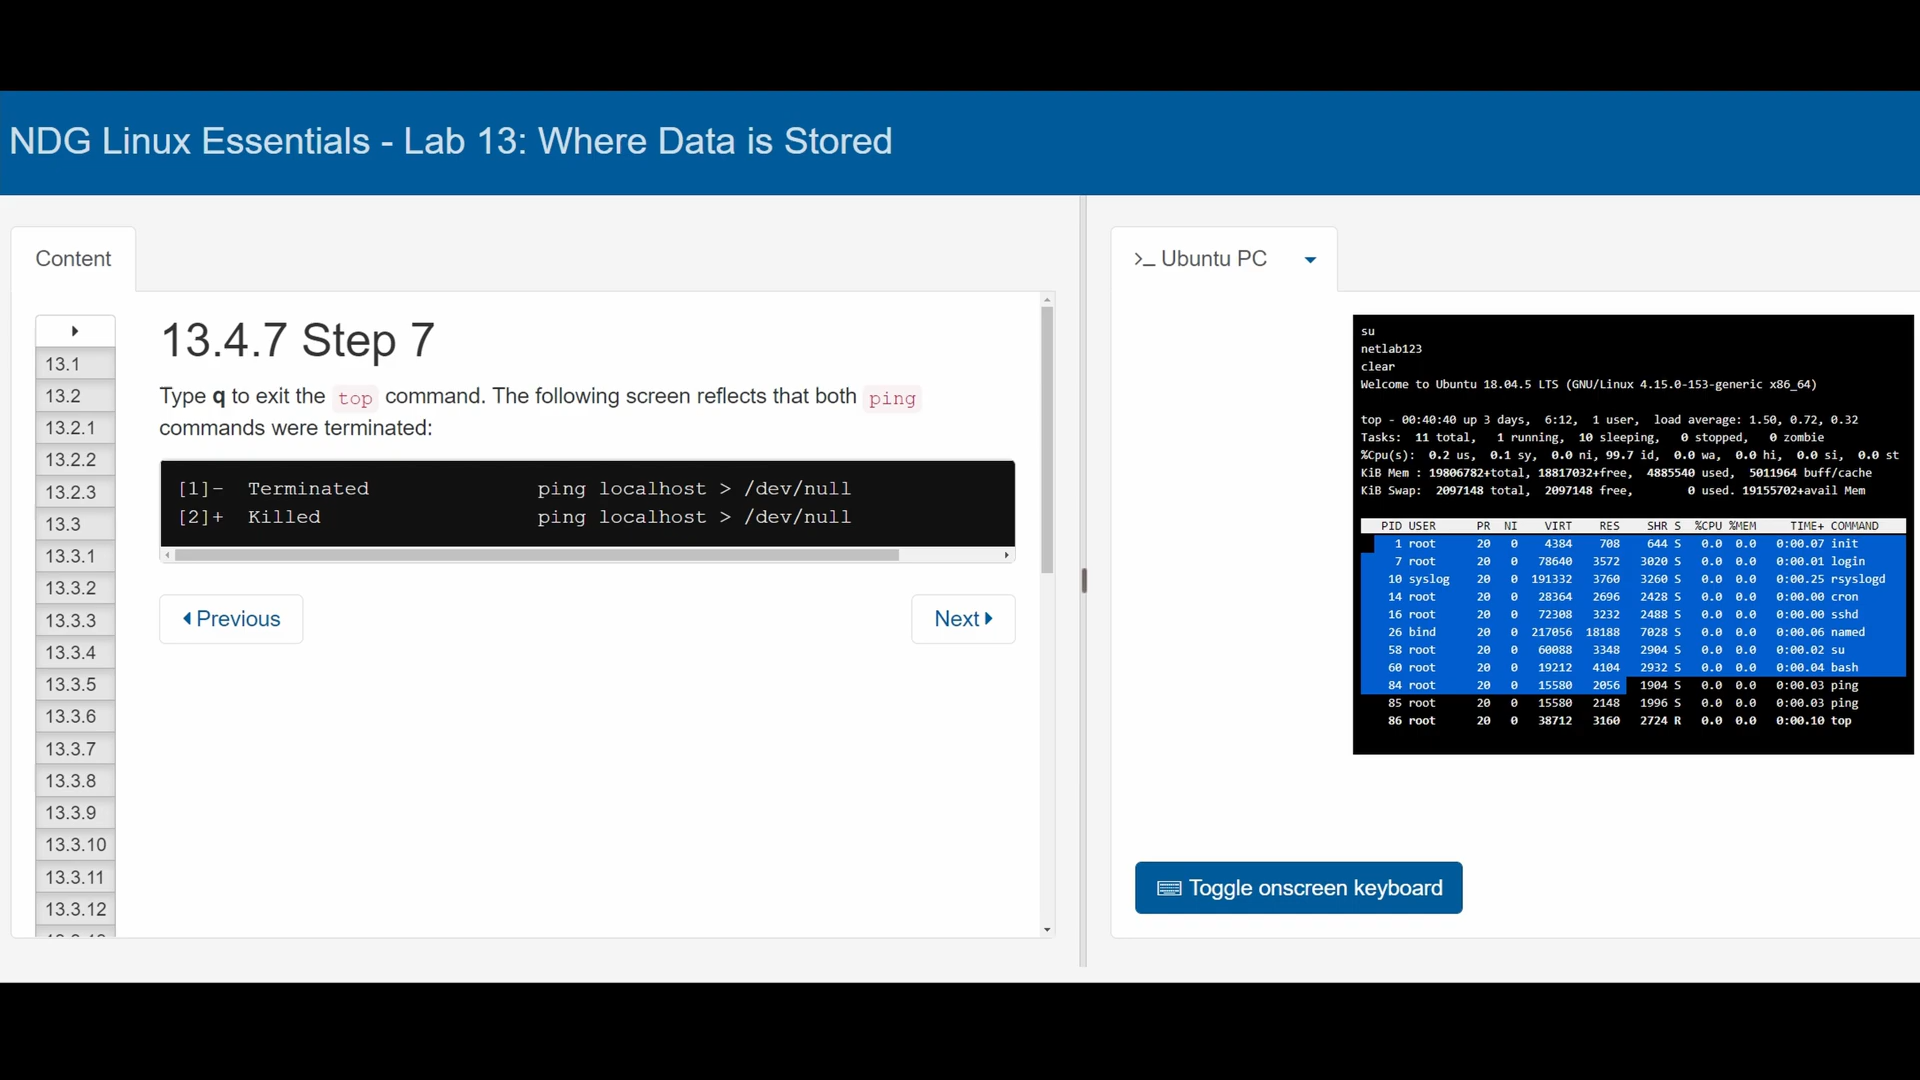 NDG Linux Essentials - Lab 13: Where Data is Stored
Content
>_ Ubuntu PC
13.1
13.2
13.2.1
13.2.2
13.2.3
13.3
13.3.1
13.3.2
13.3.3
13.3.4
13.3.5
13.3.6
13.3.7
13.3.8
13.3.9
13.3.10
13.3.11
13.3.12
13.4.7 Step 7
Type q to exit the top command. The following screen reflects that both ping
commands were terminated:
[1]-  Terminated              ping localhost > /dev/null
[2]+  Killed                  ping localhost > /dev/null
Previous
Next
su
netlab123
clear
Welcome to Ubuntu 18.04.5 LTS (GNU/Linux 4.15.0-153-generic x86_64)
top - 00:40:40 up 3 days,  6:12,  1 user,  load average: 1.50, 0.72, 0.32
Tasks:  11 total,   1 running,  10 sleeping,   0 stopped,   0 zombie
%Cpu(s):  0.2 us,  0.1 sy,  0.0 ni, 99.7 id,  0.0 wa,  0.0 hi,  0.0 si,  0.0 st
KiB Mem : 19806782+total, 18817032+free,  4885540 used,  5011964 buff/cache
KiB Swap:  2097148 total,  2097148 free,        0 used. 19155702+avail Mem
PID USER      PR  NI    VIRT    RES    SHR S  %CPU %MEM     TIME+ COMMAND
1 root      20   0    4384    708    644 S   0.0  0.0   0:00.07 init
7 root      20   0   78640   3572   3020 S   0.0  0.0   0:00.01 login
10 syslog    20   0  191332   3760   3260 S   0.0  0.0   0:00.25 rsyslogd
14 root      20   0   28364   2696   2428 S   0.0  0.0   0:00.00 cron
16 root      20   0   72308   3232   2488 S   0.0  0.0   0:00.00 sshd
26 bind      20   0  217056  18188   7028 S   0.0  0.0   0:00.06 named
58 root      20   0   60088   3348   2904 S   0.0  0.0   0:00.02 su
60 root      20   0   19212   4104   2932 S   0.0  0.0   0:00.04 bash
84 root      20   0   15580   2056   1904 S   0.0  0.0   0:00.03 ping
85 root      20   0   15580   2148   1996 S   0.0  0.0   0:00.03 ping
86 root      20   0   38712   3160   2724 R   0.0  0.0   0:00.10 top
Toggle onscreen keyboard